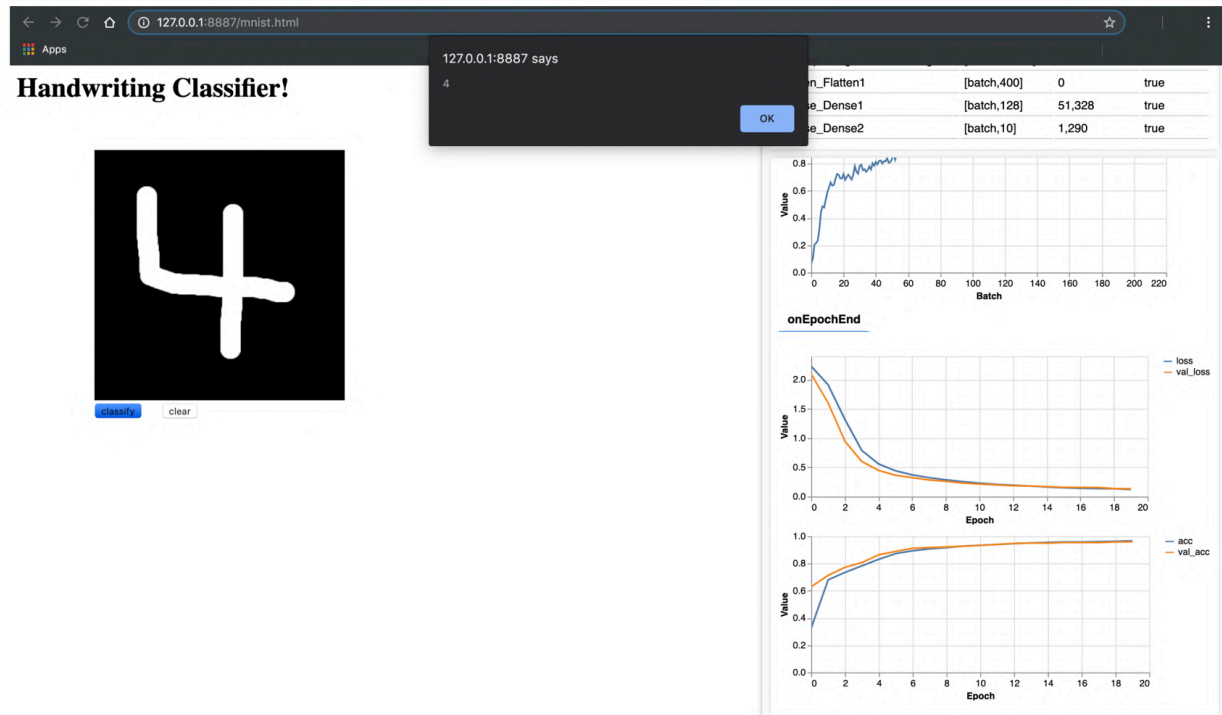 127.0.0.1:8887/mnist.html
Apps
127.0.0.1:8887 says
4
OK
Handwriting Classifier!
4
classify clear
n_Flatten1 [batch,400] 0 true
se_Dense1 [batch,128] 51,328 true
se_Dense2 [batch,10] 1,290 true
0.8
0.6
0.4
0.2
0.0
Value
0 20 40 60 80 100 120 140 160 180 200 220
Batch
onEpochEnd
loss
val_loss
2.0
1.5
1.0
0.5
0.0
Value
0 2 4 6 8 10 12 14 16 18 20
Epoch
acc
val_acc
1.0
0.8
0.6
0.4
0.2
0.0
Value
0 2 4 6 8 10 12 14 16 18 20
Epoch